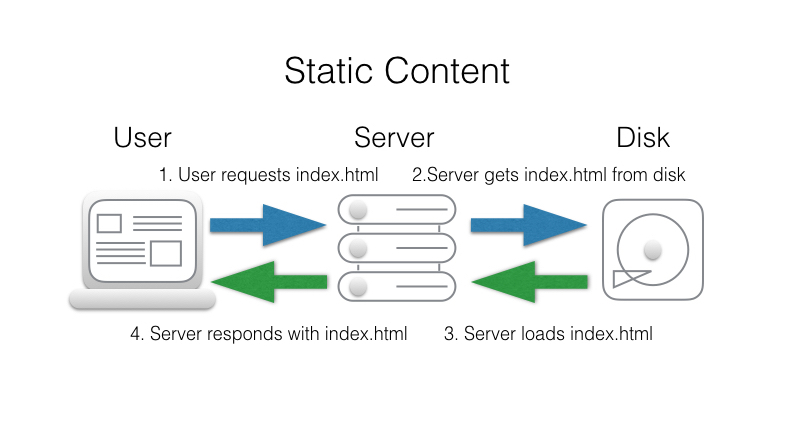 Static Content
User
Server
Disk
1. User requests index.html
2.Server gets index.html from disk
4. Server responds with index.html
3. Server loads index.html